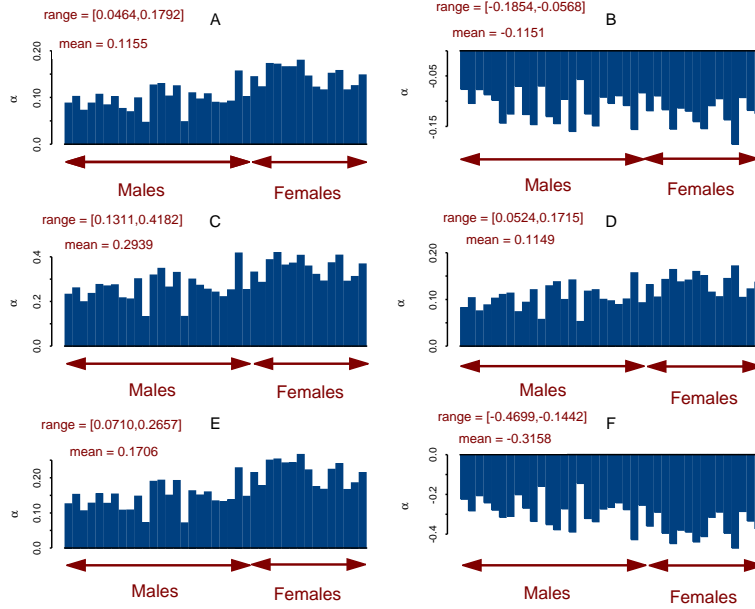 range = [0.0464,0.1792]
A
mean = 0.1155
α
0.20
0.10
0.0
Males
Females
range = [-0.1854,-0.0568]
B
mean = -0.1151
α
-0.05
-0.15
Males
Females
range = [0.1311,0.4182]
C
mean = 0.2939
α
0.4
0.2
0.0
Males
Females
range = [0.0524,0.1715]
D
mean = 0.1149
α
0.20
0.10
0.0
Males
Females
range = [0.0710,0.2657]
E
mean = 0.1706
α
0.20
0.10
0.0
Males
Females
range = [-0.4699,-0.1442]
F
mean = -0.3158
α
0.0
-0.2
-0.4
Males
Females